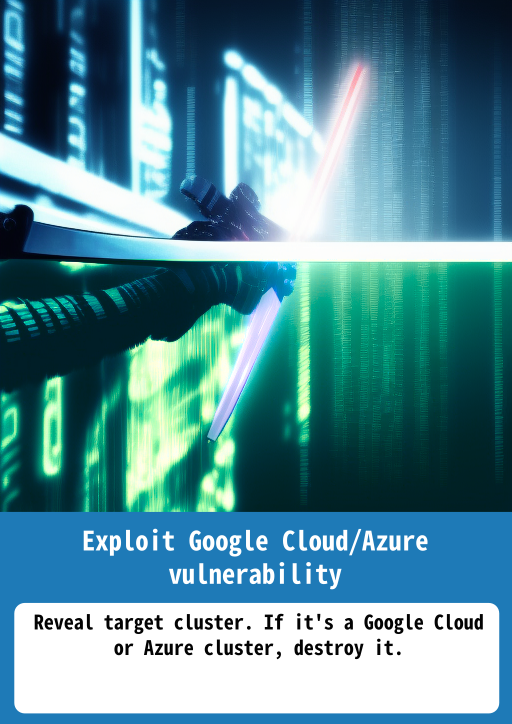 Exploit Google Cloud/Azure
vulnerability
Reveal target cluster. If it's a Google Cloud
or Azure cluster, destroy it.